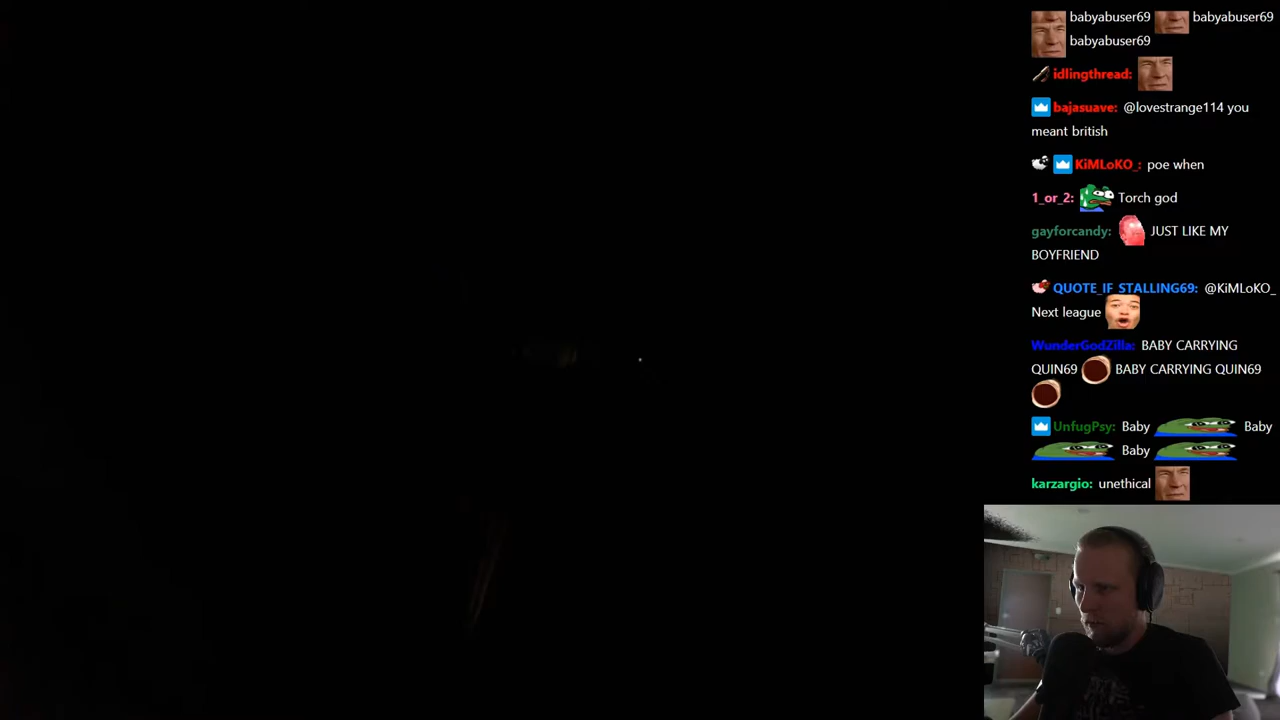 babyabuser69 babyabuser69
babyabuser69
idlingthread:
bajasuave: @lovestrange114 you
meant british
KiMLoKO_: poe when
1_or_2: Torch god
gayforcandy: JUST LIKE MY
BOYFRIEND
QUOTE_IF_STALLING69: @KiMLoKO_
Next league
WunderGodZilla: BABY CARRYING
QUIN69 BABY CARRYING QUIN69
UnfugPsy: Baby Baby
Baby
karzargio: unethical